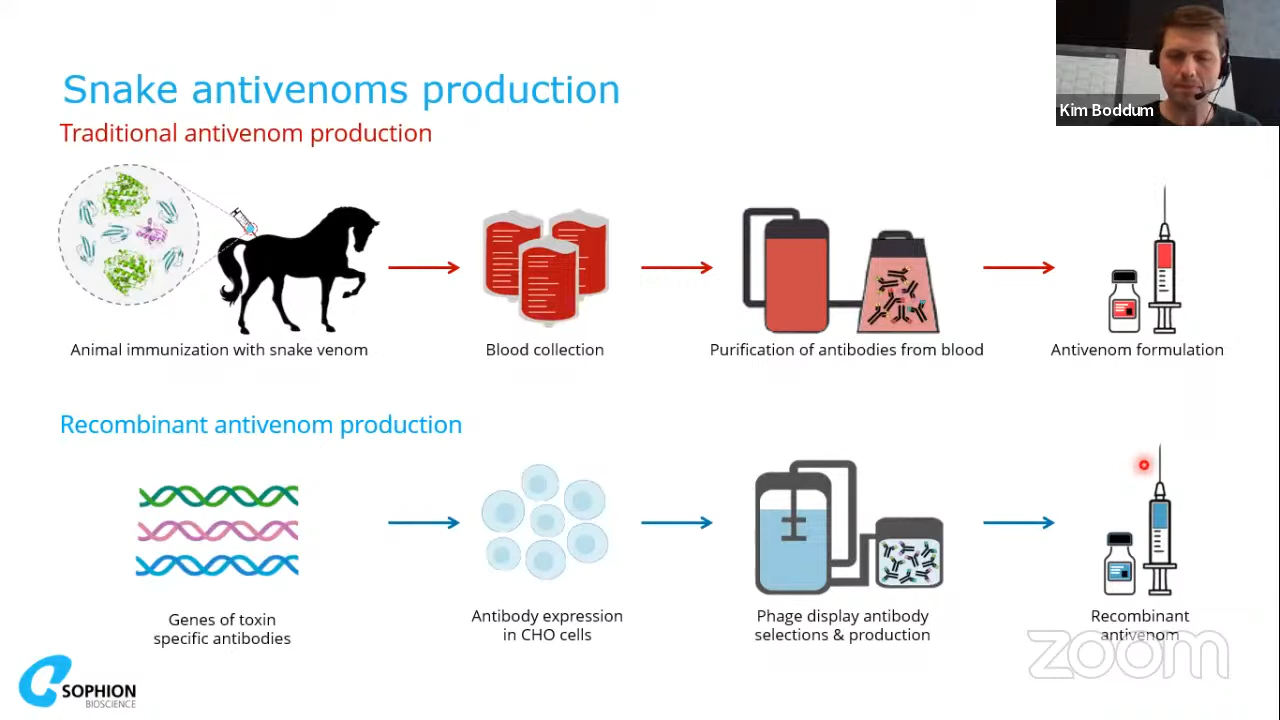 Snake antivenoms production
Kim Boddum
Traditional antivenom production
Animal immunization with snake venom
Blood collection
Purification of antibodies from blood
Antivenom formulation
Recombinant antivenom production
Genes of toxin
specific antibodies
Antibody expression
in CHO cells
Phage display antibody
selections & production
Recombinant
antivenom
zoom
SOPHION
BIOSCIENCE